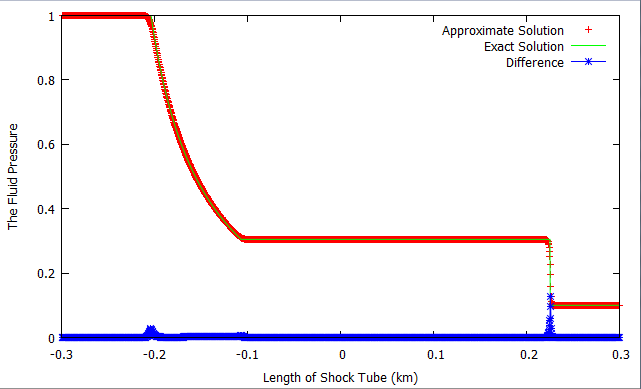 Approximate Solution
Exact Solution
Difference
The Fluid Pressure
1
0.8
0.6
0.4
0.2
0
-0.3 -0.2 -0.1 0 0.1 0.2 0.3
Length of Shock Tube (km)